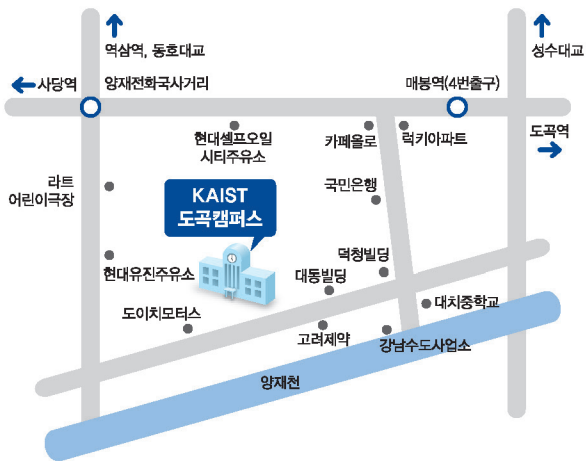 역삼역, 동호대교
성수대교
사당역
양재전화국사거리
매봉역(4번출구)
도곡역
현대셀프오일
시티주유소
카페올로
럭키아파트
라트
어린이극장
KAIST
도곡캠퍼스
국민은행
덕청빌딩
현대유진주유소
대동빌딩
도이치모터스
대치중학교
고려제약
강남수도사업소
양재천